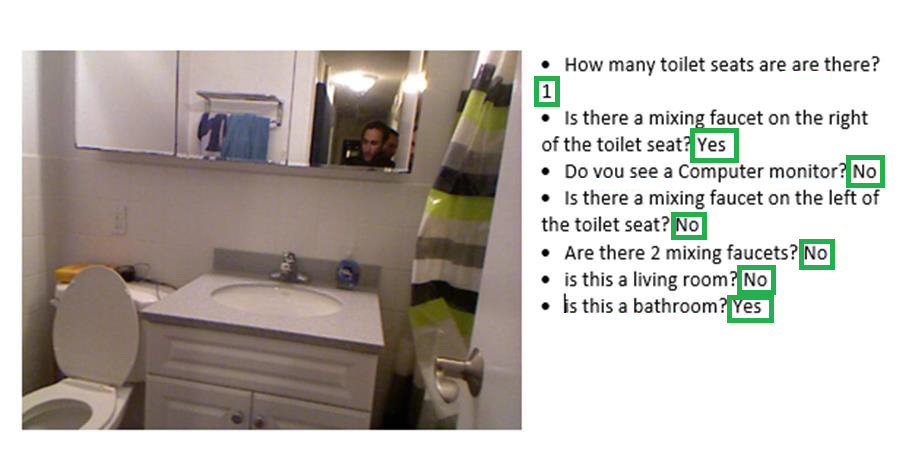 • How many toilet seats are are there?
1
• Is there a mixing faucet on the right
of the toilet seat? Yes
• Do vou see a Computer monitor? No
• Is there a mixing faucet on the left of
the toilet seat? No
• Are there 2 mixing faucets? No
• is this a living room? No
• is this a bathroom? Yes